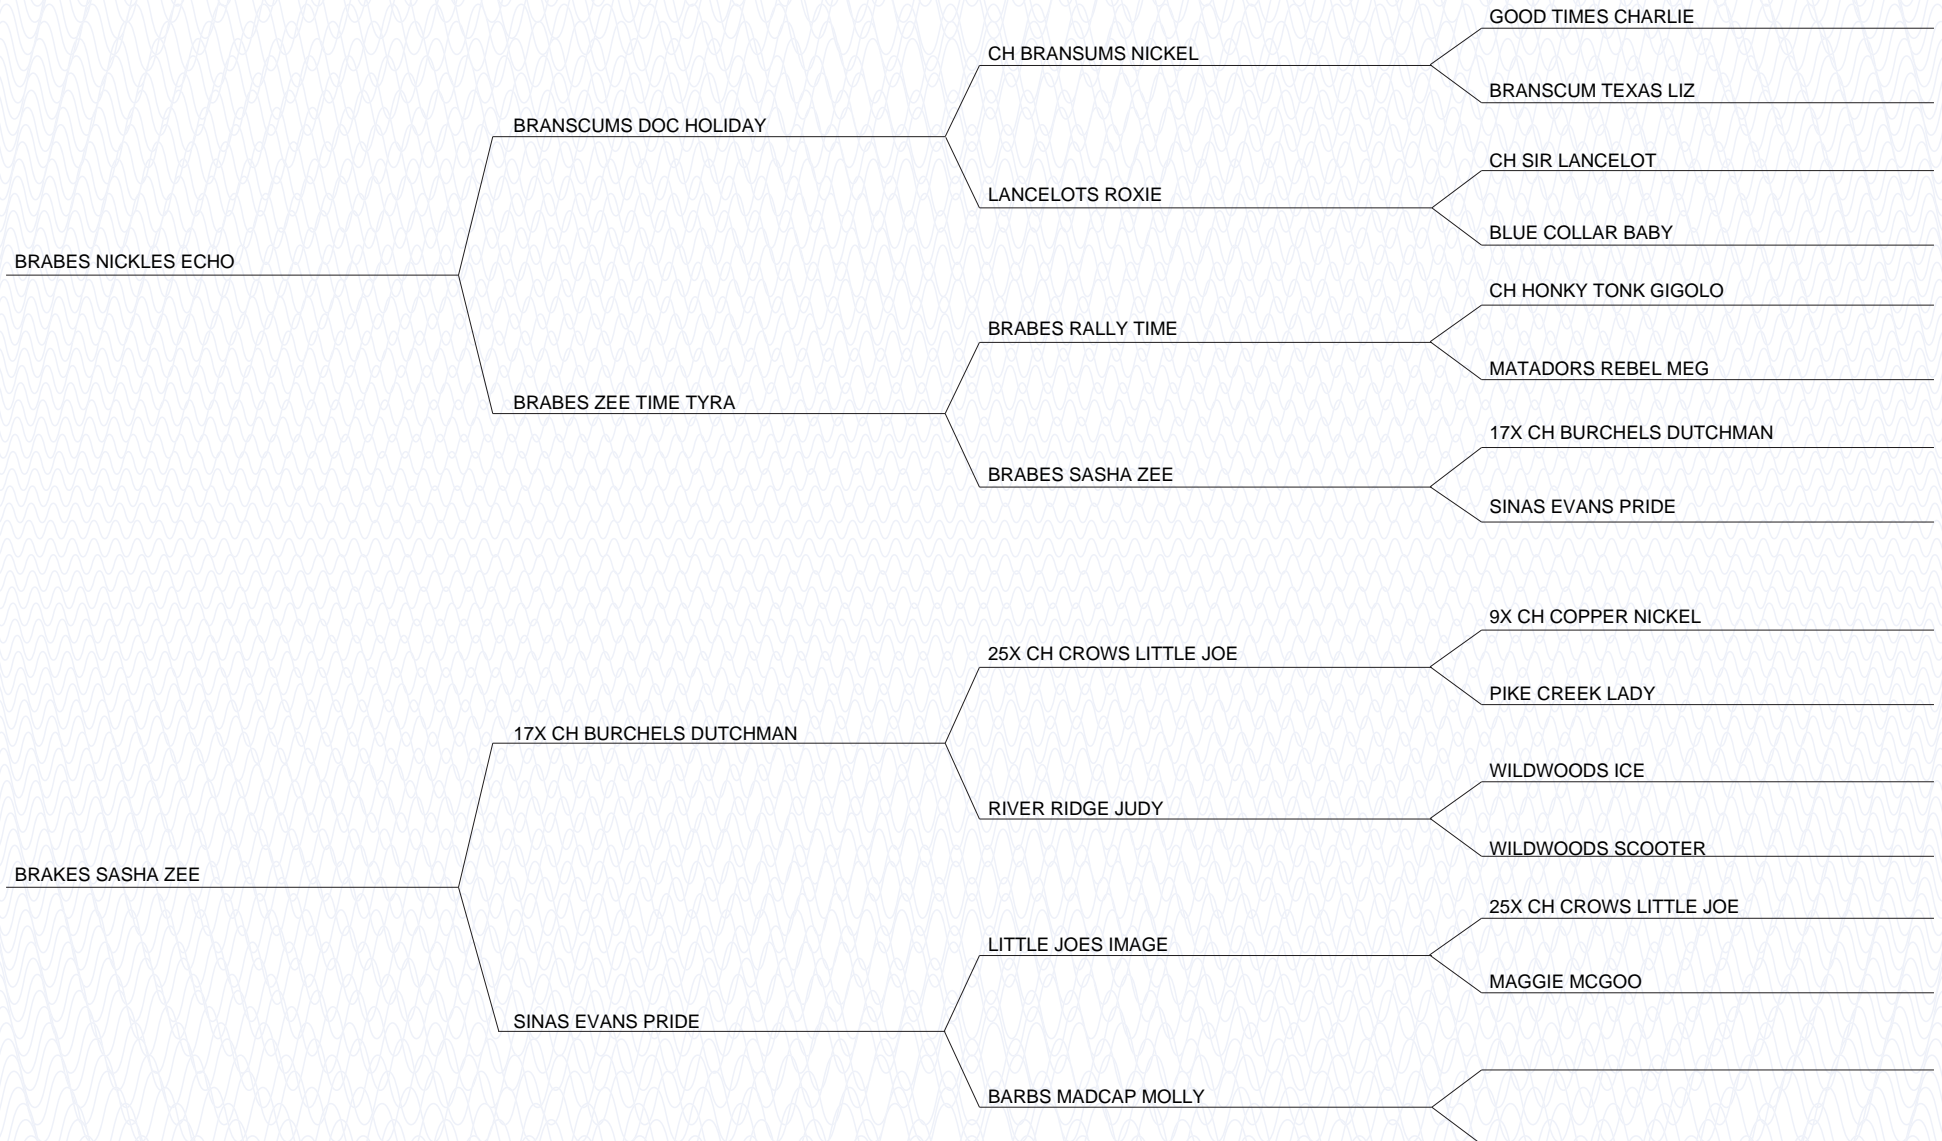 GOOD TIMES CHARLIE
CH BRANSUMS NICKEL
BRANSCUM TEXAS LIZ
BRANSCUMS DOC HOLIDAY
CH SIR LANCELOT
LANCELOTS ROXIE
BLUE COLLAR BABY
BRABES NICKLES ECHO
CH HONKY TONK GIGOLO
BRABES RALLY TIME
MATADORS REBEL MEG
BRABES ZEE TIME TYRA
17X CH BURCHELS DUTCHMAN
BRABES SASHA ZEE
SINAS EVANS PRIDE
9X CH COPPER NICKEL
25X CH CROWS LITTLE JOE
PIKE CREEK LADY
17X CH BURCHELS DUTCHMAN
WILDWOODS ICE
RIVER RIDGE JUDY
WILDWOODS SCOOTER
BRAKES SASHA ZEE
25X CH CROWS LITTLE JOE
LITTLE JOES IMAGE
MAGGIE MCGOO
SINAS EVANS PRIDE
BARBS MADCAP MOLLY